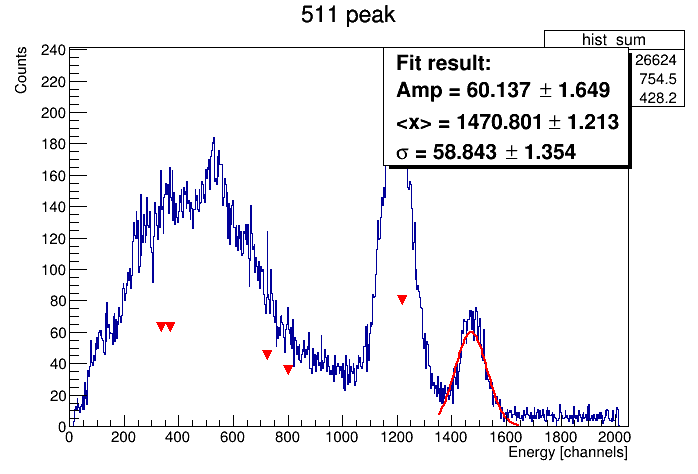 511 peak
hist_sum
26624
754.5
428.2
Fit result:
Amp = 60.137 ± 1.649
<x> = 1470.801 ± 1.213
σ = 58.843 ± 1.354
Counts
240
220
200
180
160
140
120
100
80
60
40
20
0
0 200 400 600 800 1000 1200 1400 1600 1800 2000
Energy [channels]